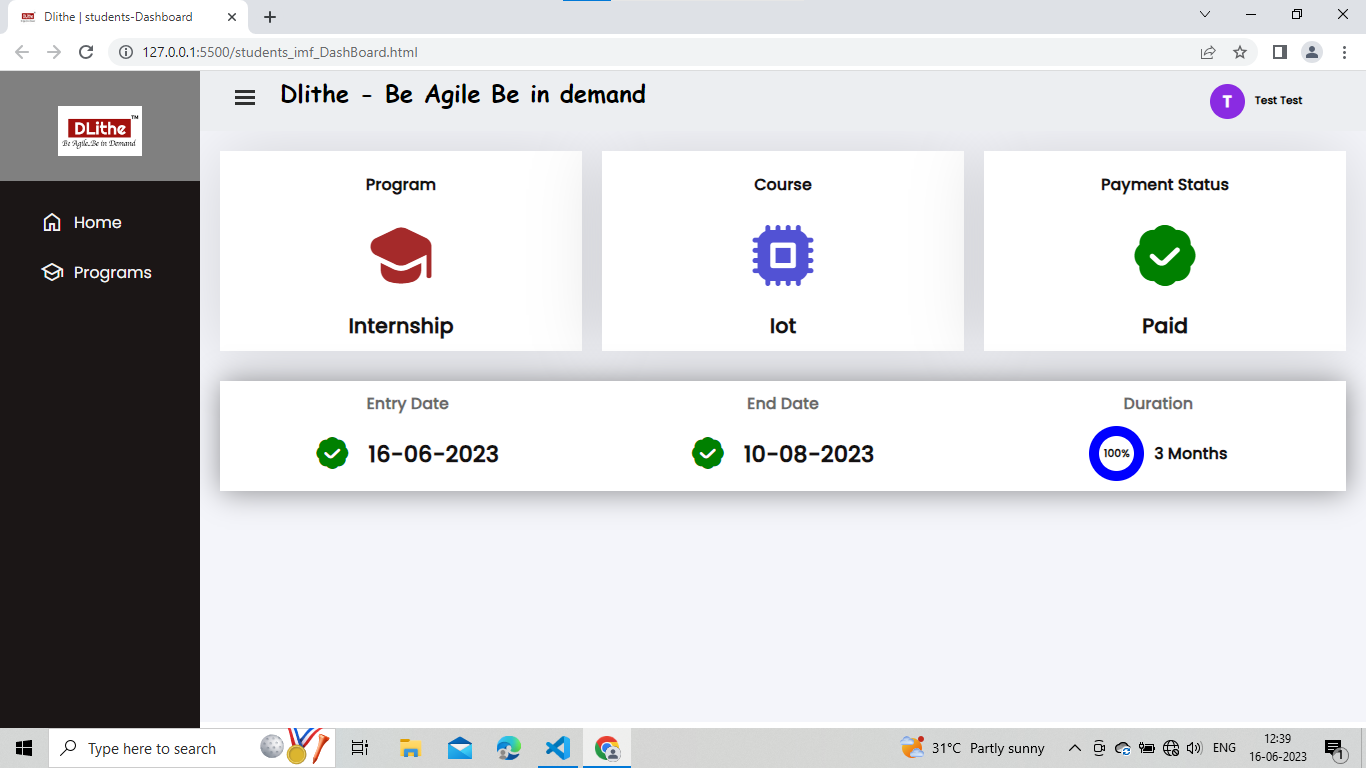 Dlithe | students-Dashboard
127.0.0.1:5500/students_imf_DashBoard.html
DLithe™
Be Agile..Be in Demand
Dlithe - Be Agile Be in demand
T Test Test
Home
Programs
Program
Internship
Course
Iot
Payment Status
Paid
Entry Date
16-06-2023
End Date
10-08-2023
Duration
100% 3 Months
Type here to search
31°C Partly sunny
ENG
12:39
16-06-2023
1